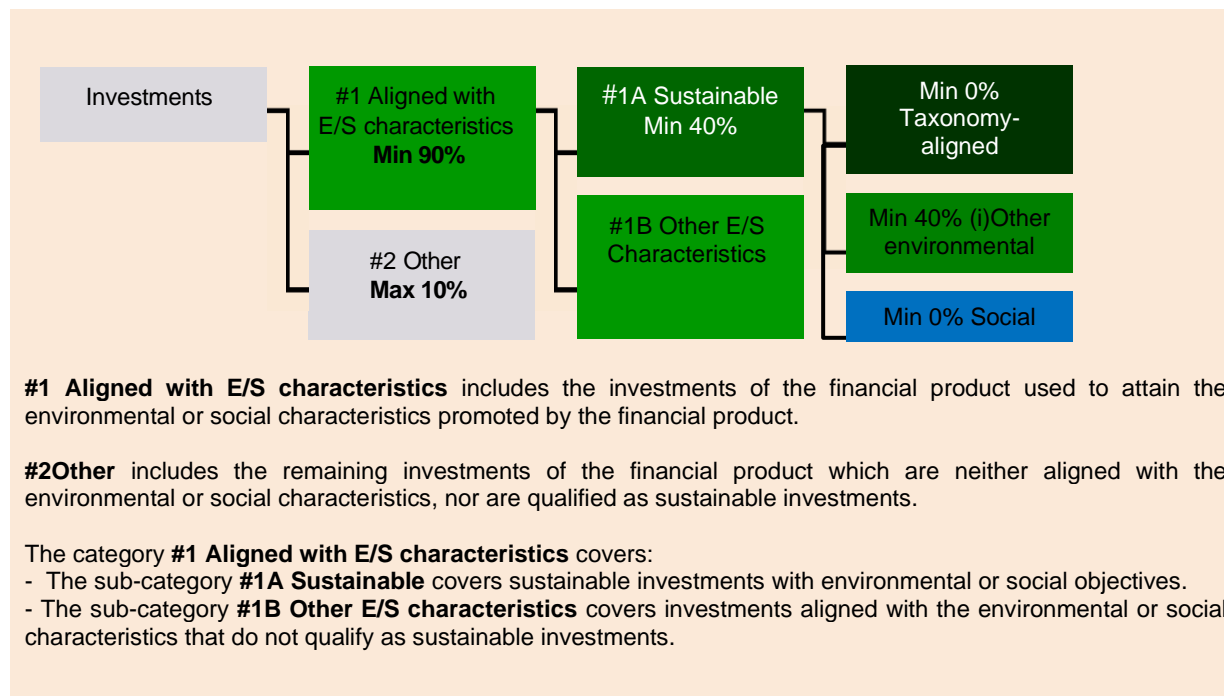 Investments
#1 Aligned with
E/S characteristics
Min 90%
#2 Other
Max 10%
#1A Sustainable
Min 40%
#1B Other E/S
Characteristics
Min 0%
Taxonomy-
aligned
Min 40% (i)Other
environmental
Min 0% Social
#1 Aligned with E/S characteristics includes the investments of the financial product used to attain the
environmental or social characteristics promoted by the financial product.
#2Other includes the remaining investments of the financial product which are neither aligned with the
environmental or social characteristics, nor are qualified as sustainable investments.
The category #1 Aligned with E/S characteristics covers:
- The sub-category #1A Sustainable covers sustainable investments with environmental or social objectives.
- The sub-category #1B Other E/S characteristics covers investments aligned with the environmental or social
characteristics that do not qualify as sustainable investments.